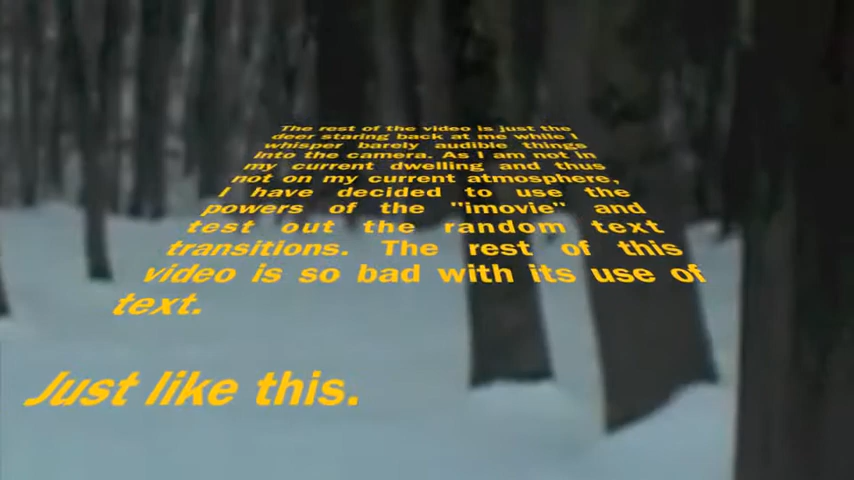 The rest of the video is just the
deer staring back at me while I
whisper barely audible things
into the camera. As I am not in
my current dwelling and thus
not on my current atmosphere,
I have decided to use the
powers of the "imovie" and
test out the random text
transitions. The rest of this
video is so bad with its use of
text.
Just like this.